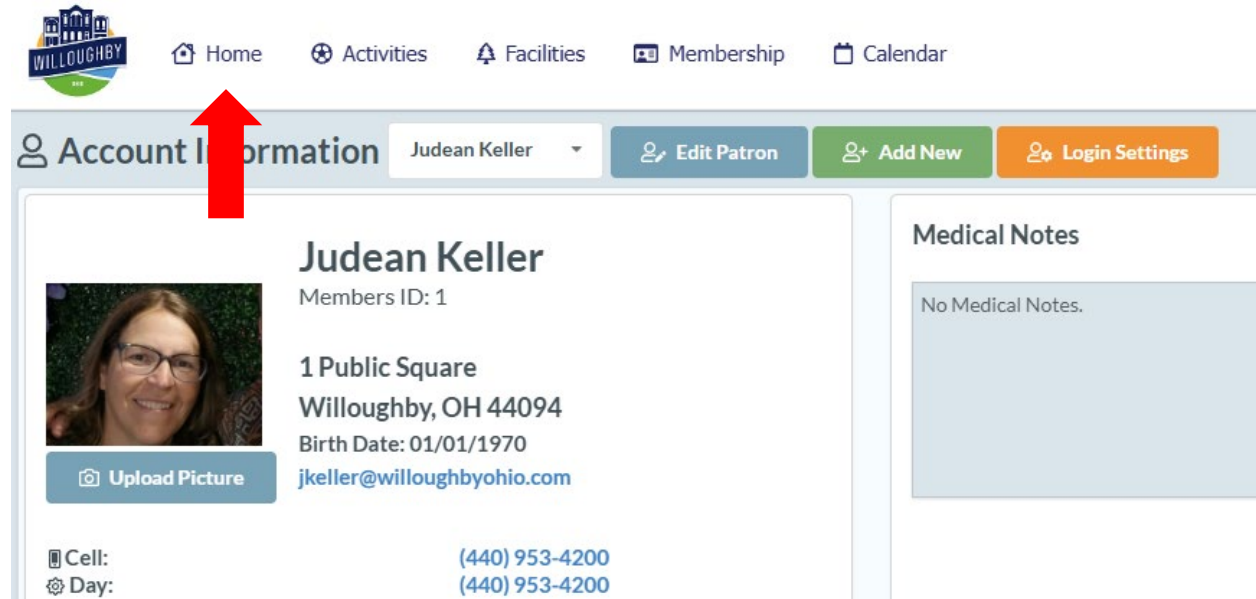 WILLOUGHBY
Home Activities Facilities Membership Calendar
Account Information Judean Keller Edit Patron Add New Login Settings
Judean Keller
Members ID: 1
1 Public Square
Willoughby, OH 44094
Birth Date: 01/01/1970
jkeller@willoughbyohio.com
Upload Picture
Cell: (440) 953-4200
Day: (440) 953-4200
Medical Notes
No Medical Notes.